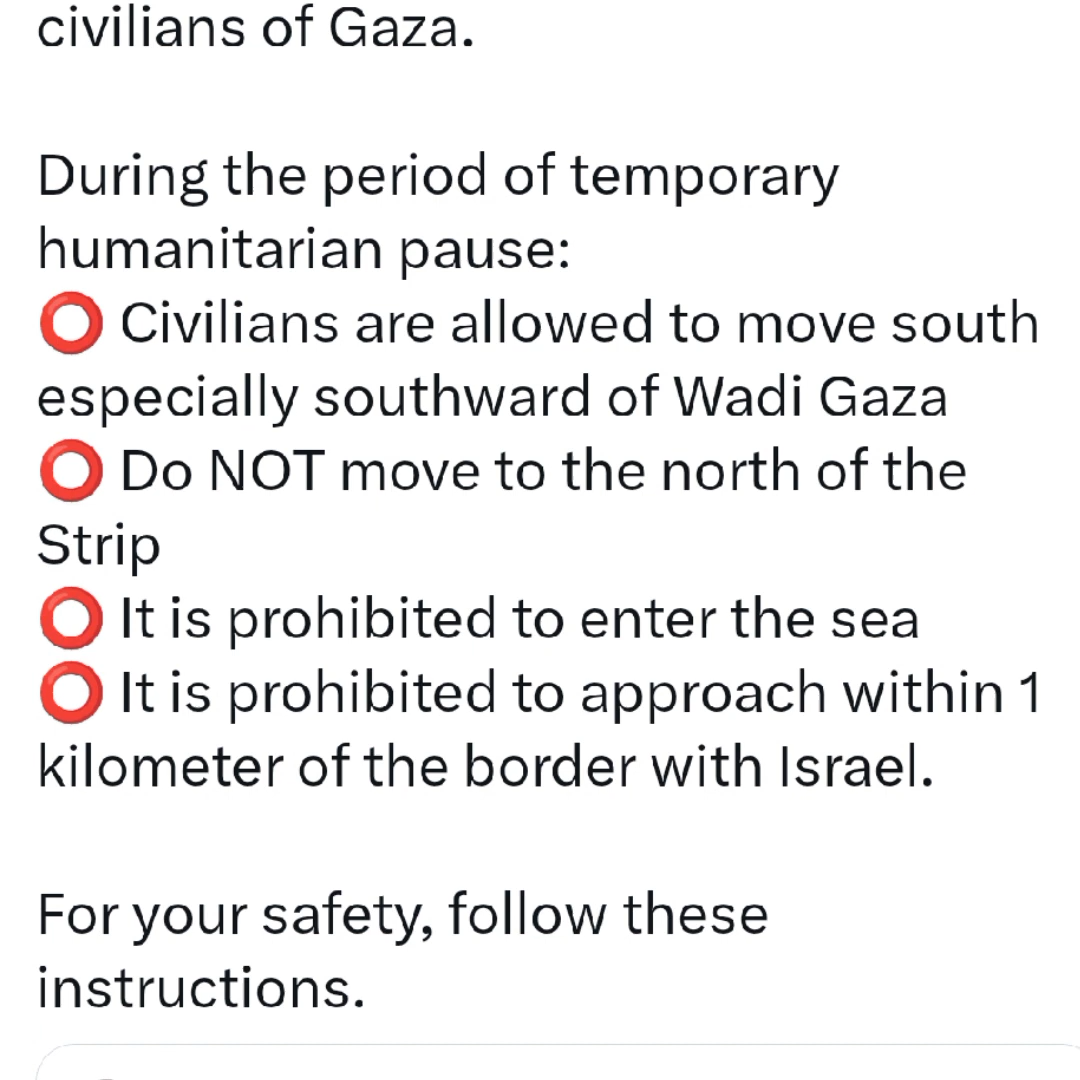 civilians of Gaza.
During the period of temporary
humanitarian pause:
⭕ Civilians are allowed to move south
especially southward of Wadi Gaza
⭕ Do NOT move to the north of the
Strip
⭕ It is prohibited to enter the sea
⭕ It is prohibited to approach within 1
kilometer of the border with Israel.
For your safety, follow these
instructions.